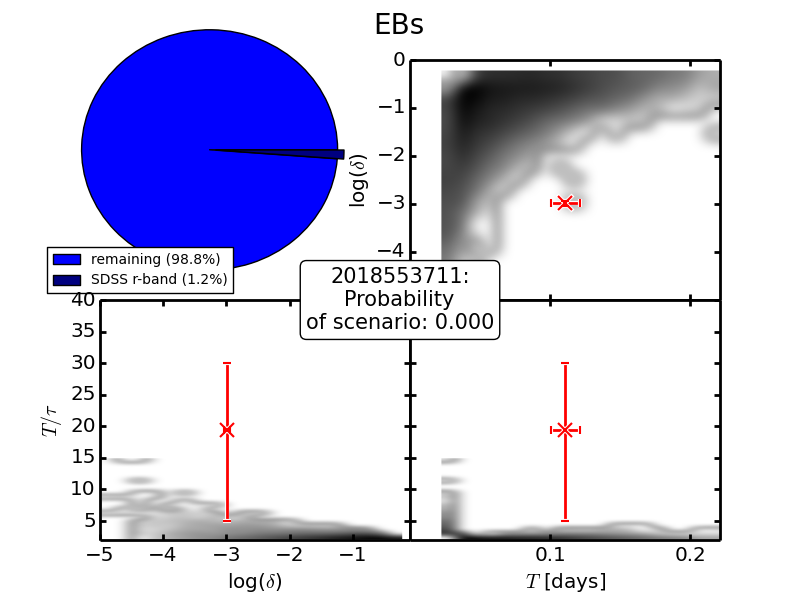 EBs
remaining (98.8%)
SDSS r-band (1.2%)
0
−1
−2
−3
−4
log(δ)
2018553711:
Probability
of scenario: 0.000
40
35
30
25
20
15
10
5
T/τ
−5 −4 −3 −2 −1
log(δ)
0.1 0.2
T [days]